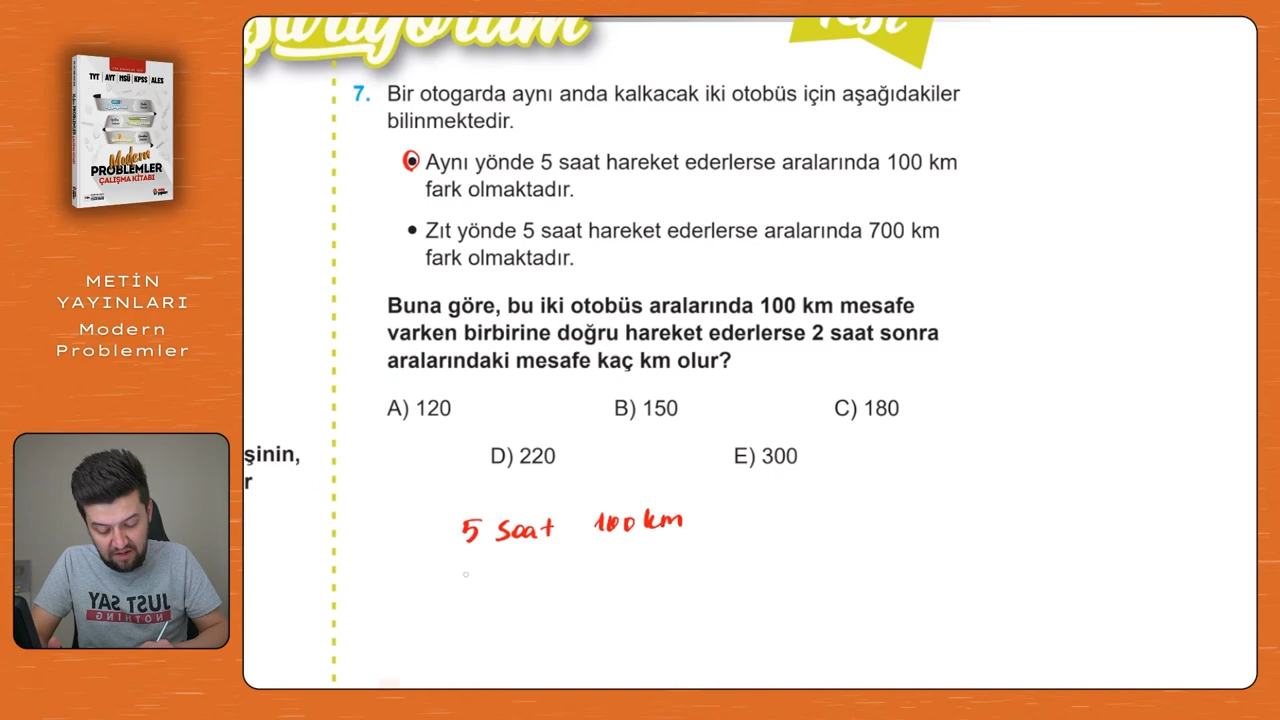 TYT | AYT | MSÜ | KPSS | ALES
Modern
PROBLEMLER
ÇALIŞMA KİTABI
METİN
YAYINLARI
Modern
Problemler
JUST SAY
NOTHING
şinin,
r
Test
7. Bir otogarda aynı anda kalkacak iki otobüs için aşağıdakiler
bilinmektedir.
• Aynı yönde 5 saat hareket ederlerse aralarında 100 km
fark olmaktadır.
• Zıt yönde 5 saat hareket ederlerse aralarında 700 km
fark olmaktadır.
Buna göre, bu iki otobüs aralarında 100 km mesafe
varken birbirine doğru hareket ederlerse 2 saat sonra
aralarındaki mesafe kaç km olur?
A) 120 B) 150 C) 180
D) 220 E) 300
5 saat 100 km